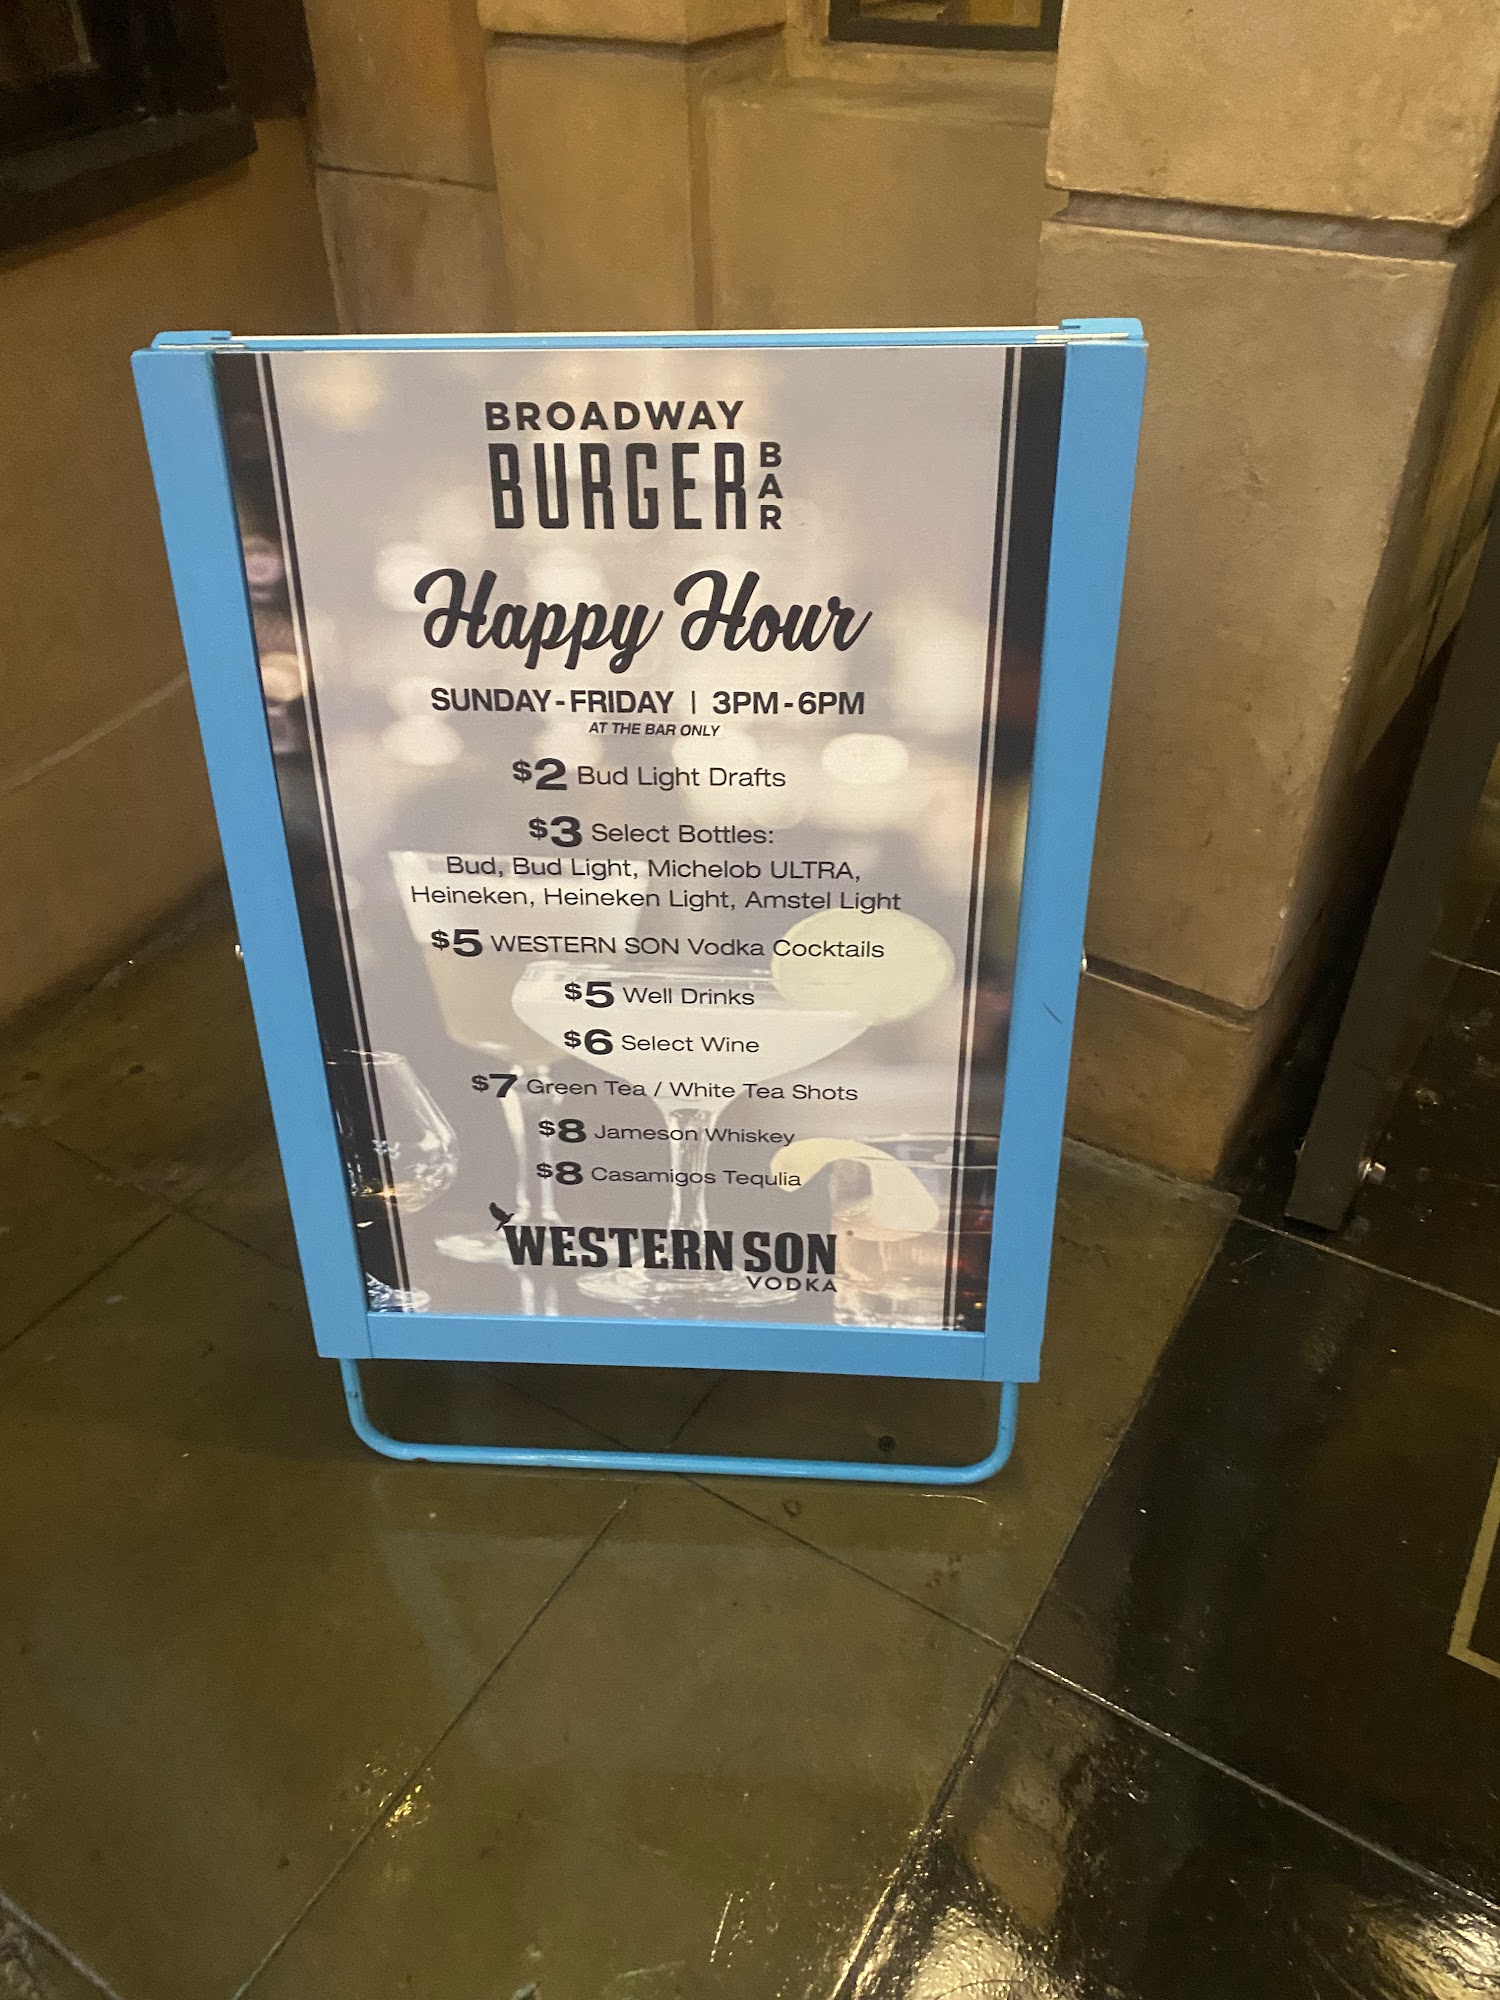 BROADWAY
BURGER BAR
Happy Hour
SUNDAY - FRIDAY | 3PM - 6PM
AT THE BAR ONLY
$2 Bud Light Drafts
$3 Select Bottles:
Bud, Bud Light, Michelob ULTRA,
Heineken, Heineken Light, Amstel Light
$5 WESTERN SON Vodka Cocktails
$5 Well Drinks
$6 Select Wine
$7 Green Tea / White Tea Shots
$8 Jameson Whiskey
$8 Casamigos Tequlia
WESTERN SON
VODKA